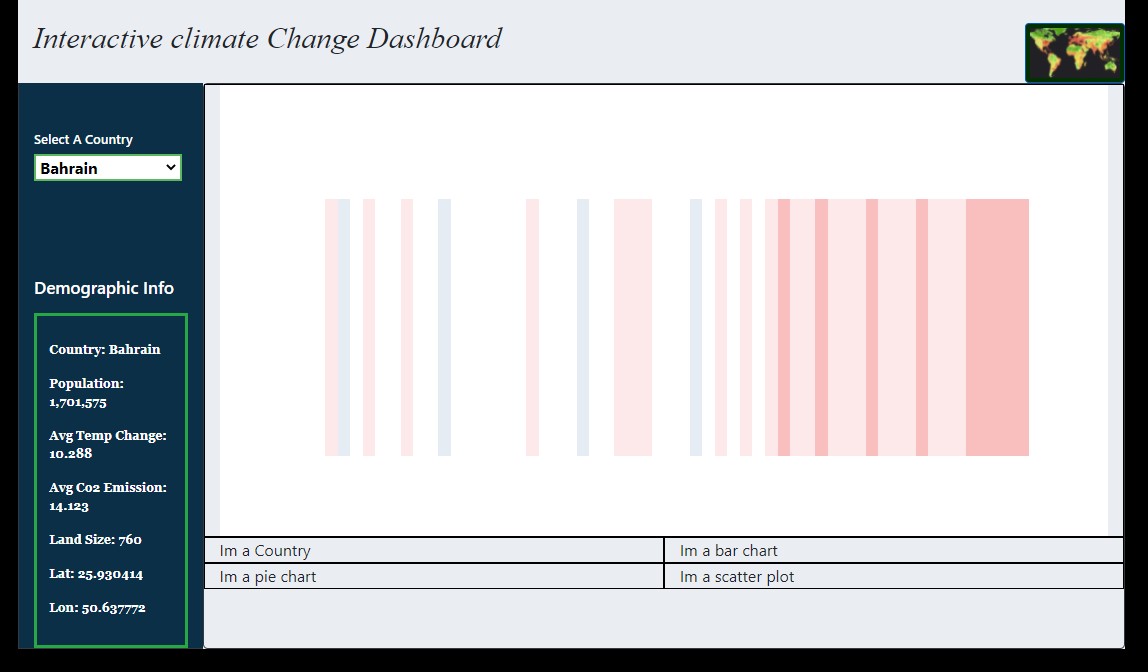 Interactive climate Change Dashboard
Select A Country
Bahrain
Demographic Info
Country: Bahrain
Population:
1,701,575
Avg Temp Change:
10.288
Avg Co2 Emission:
14.123
Land Size: 760
Lat: 25.930414
Lon: 50.637772
Im a Country
Im a bar chart
Im a pie chart
Im a scatter plot